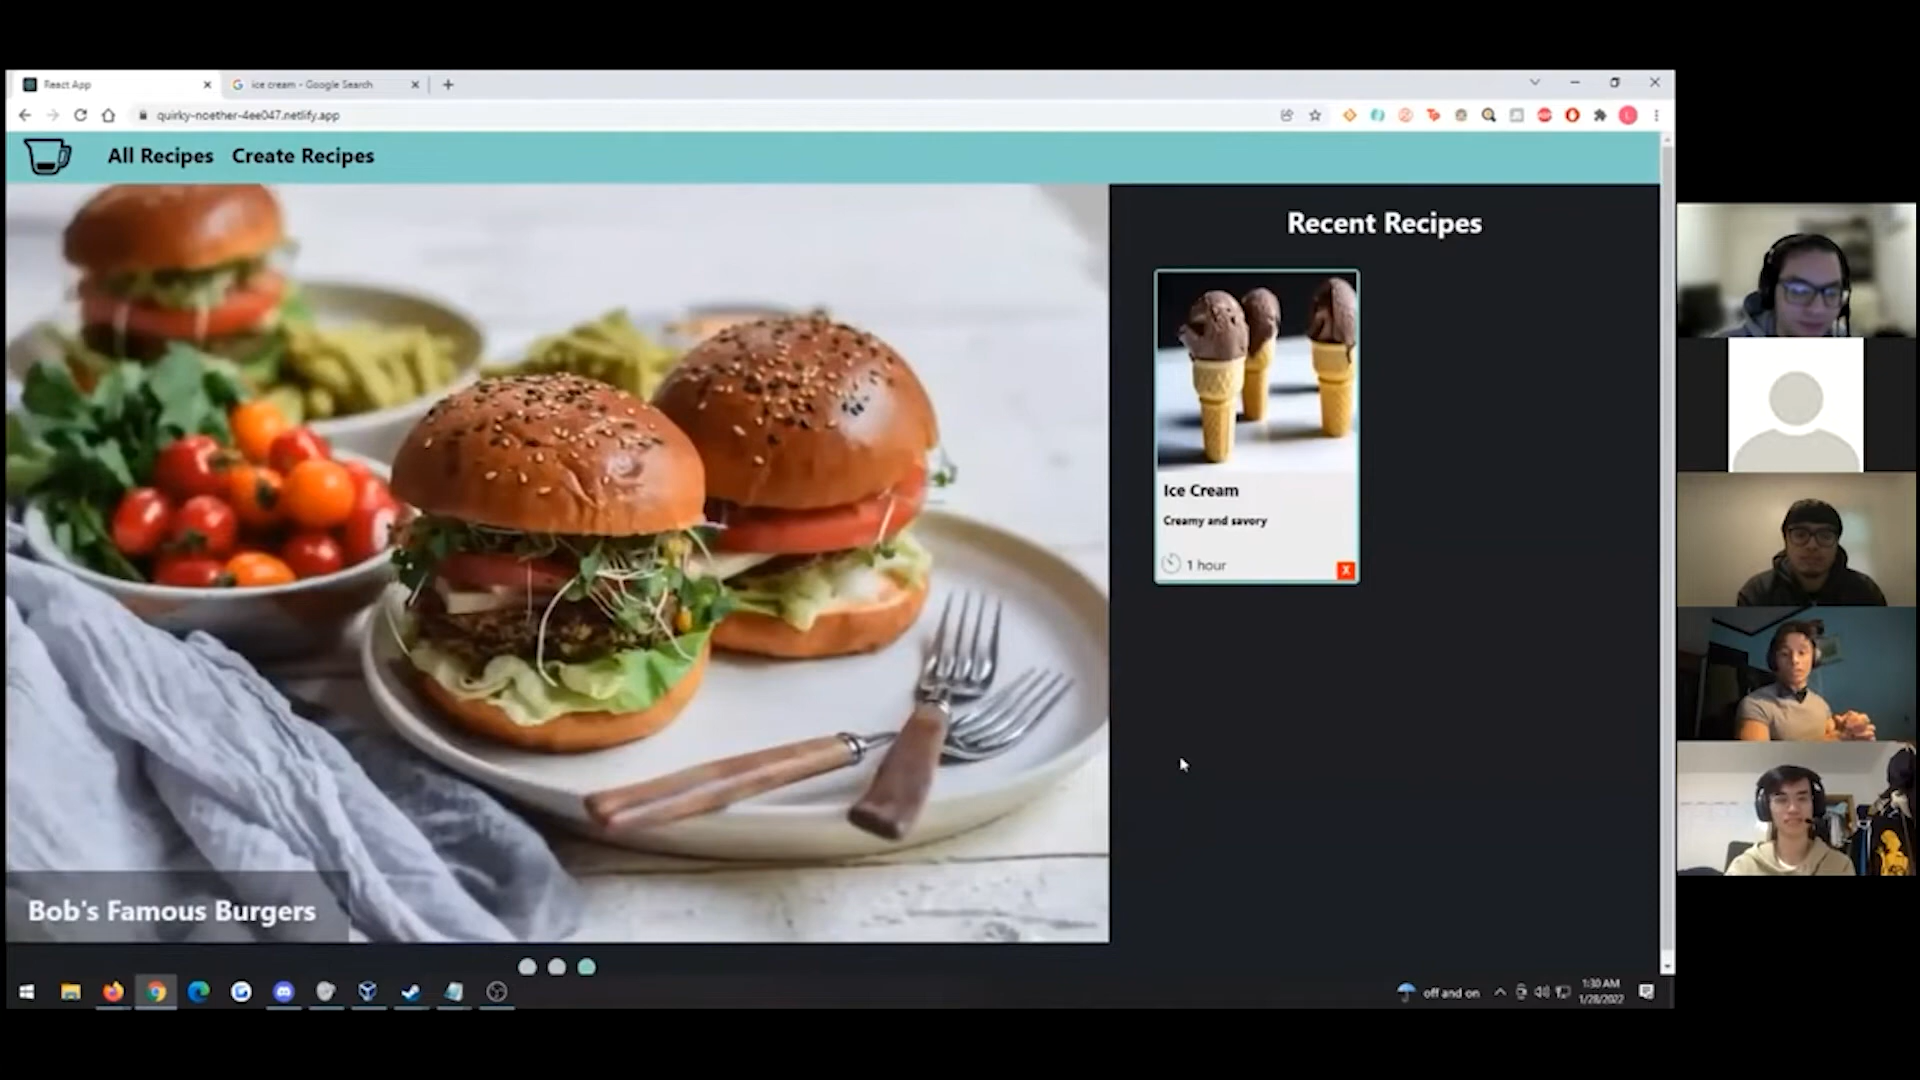 React App
ice cream - Google Search
quirky-noether-4ee047.netlify.app
All Recipes
Create Recipes
Recent Recipes
Ice Cream
Creamy and savory
1 hour
X
Bob's Famous Burgers
off and on
1:30 AM
1/28/2022